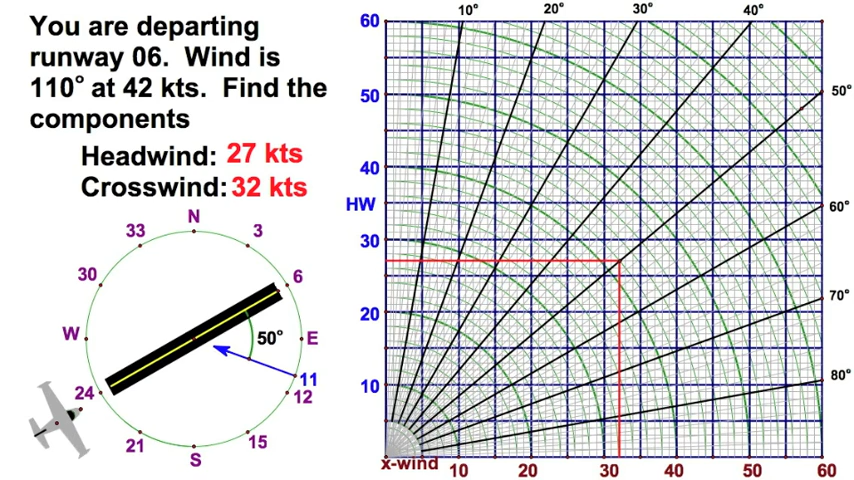 You are departing
runway 06. Wind is
110° at 42 kts. Find the
components
Headwind: 27 kts
Crosswind: 32 kts
N
33
3
30
6
W
50°
E
11
24
12
21
15
S
10°
20°
30°
40°
60
50°
50
40
HW
60°
30
20
70°
10
80°
x-wind
10
20
30
40
50
60